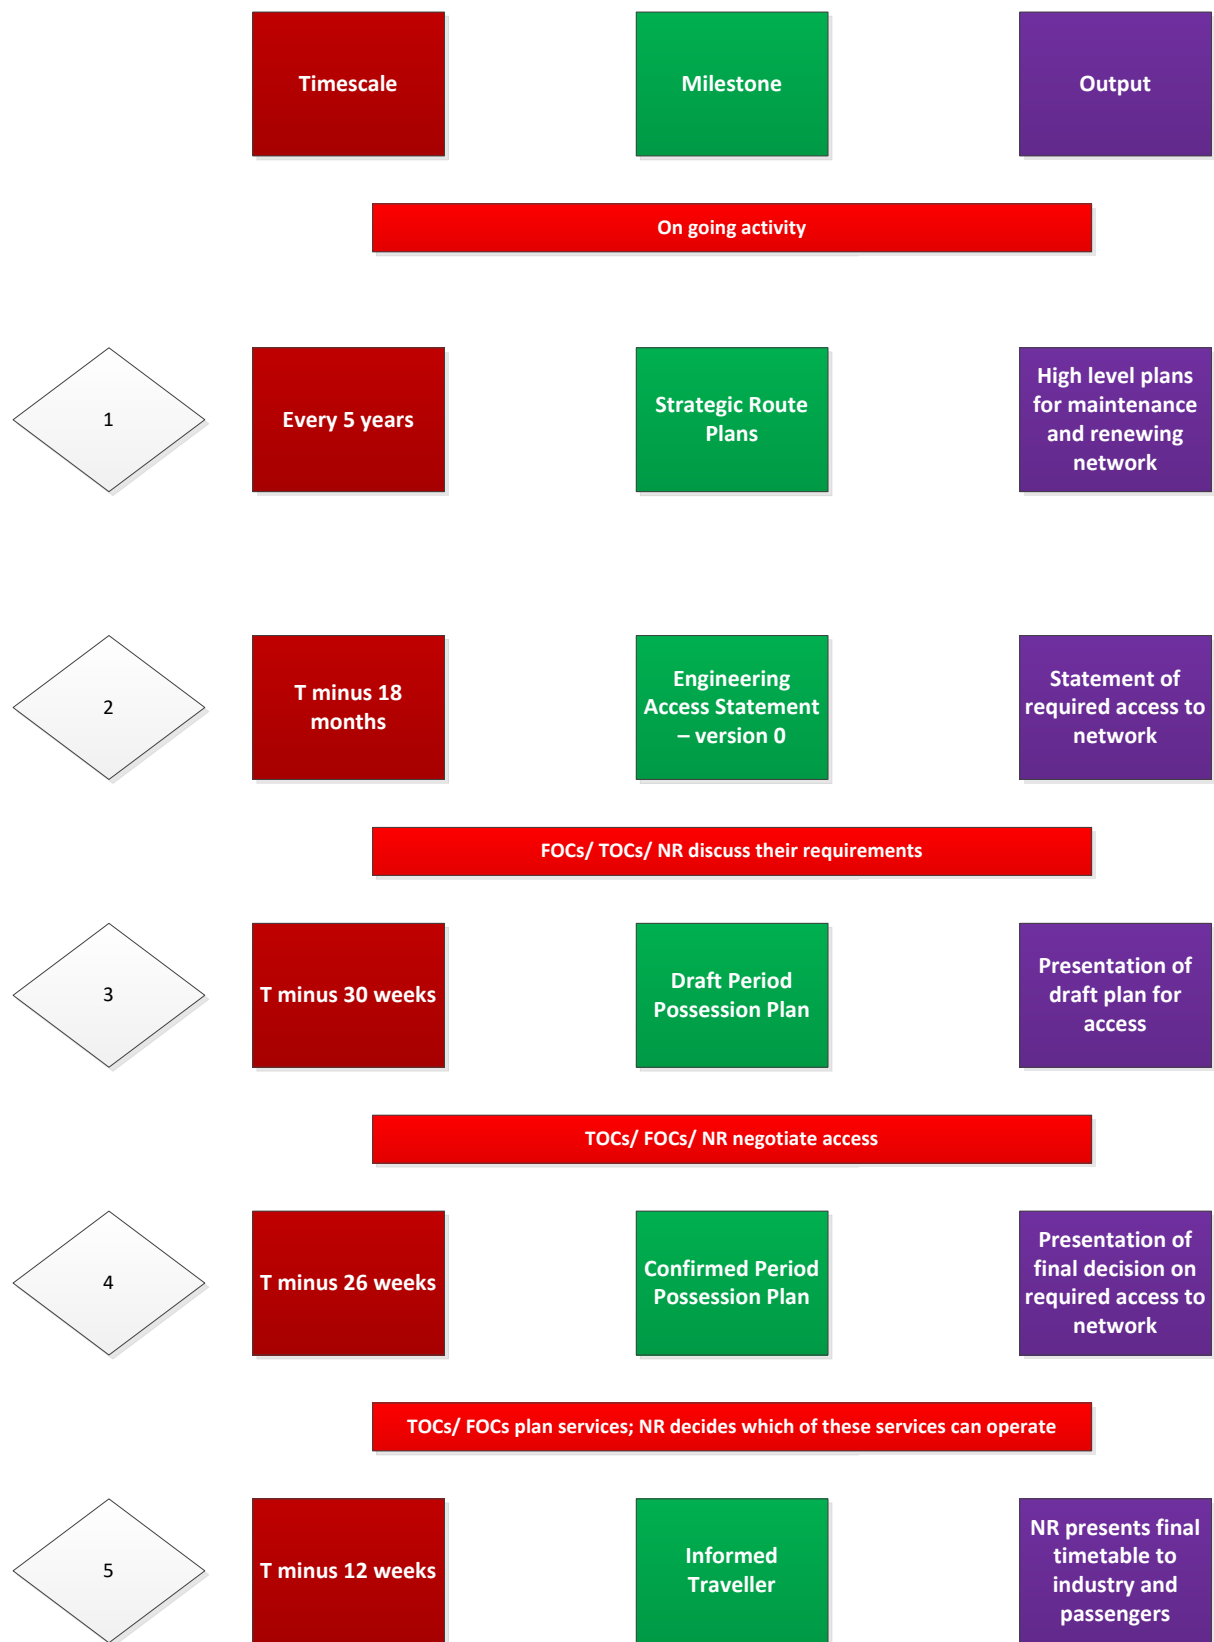 Timescale
Milestone
Output
On going activity
1
Every 5 years
Strategic Route
Plans
High level plans
for maintenance
and renewing
network
2
T minus 18
months
Engineering
Access Statement
– version 0
Statement of
required access to
network
FOCs/ TOCs/ NR discuss their requirements
3
T minus 30 weeks
Draft Period
Possession Plan
Presentation of
draft plan for
access
TOCs/ FOCs/ NR negotiate access
4
T minus 26 weeks
Confirmed Period
Possession Plan
Presentation of
final decision on
required access to
network
TOCs/ FOCs plan services; NR decides which of these services can operate
5
T minus 12 weeks
Informed
Traveller
NR presents final
timetable to
industry and
passengers